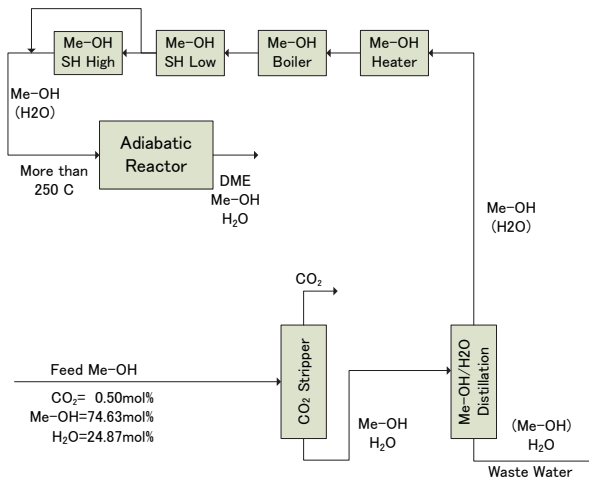 Me-OH
SH High
Me-OH
SH Low
Me-OH
Boiler
Me-OH
Heater
Me-OH
(H2O)
Adiabatic
Reactor
More than
250 C
DME
Me-OH
H₂O
Me-OH
(H2O)
CO₂
Feed Me-OH
CO₂= 0.50mol%
Me-OH=74.63mol%
H₂O=24.87mol%
CO₂ Stripper
Me-OH
H₂O
Me-OH/H2O
Distillation
(Me-OH)
H₂O
Waste Water